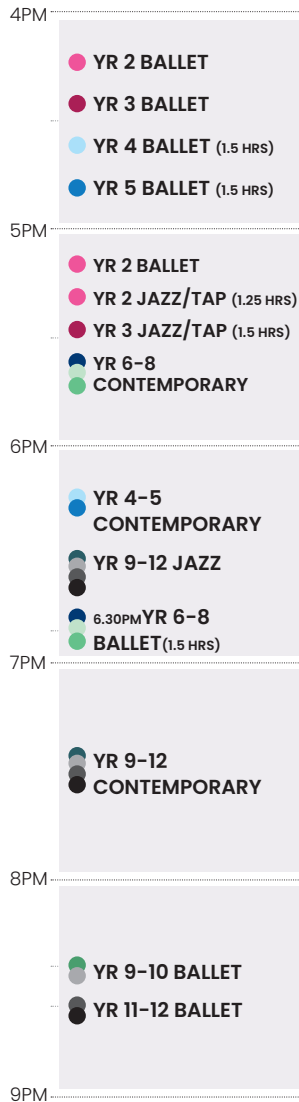 4PM
YR 2 BALLET
YR 3 BALLET
YR 4 BALLET (1.5 HRS)
YR 5 BALLET (1.5 HRS)
5PM
YR 2 BALLET
YR 2 JAZZ/TAP (1.25 HRS)
YR 3 JAZZ/TAP (1.5 HRS)
YR 6-8
CONTEMPORARY
6PM
YR 4-5
CONTEMPORARY
YR 9-12 JAZZ
6.30PM YR 6-8
BALLET (1.5 HRS)
7PM
YR 9-12
CONTEMPORARY
8PM
YR 9-10 BALLET
YR 11-12 BALLET
9PM